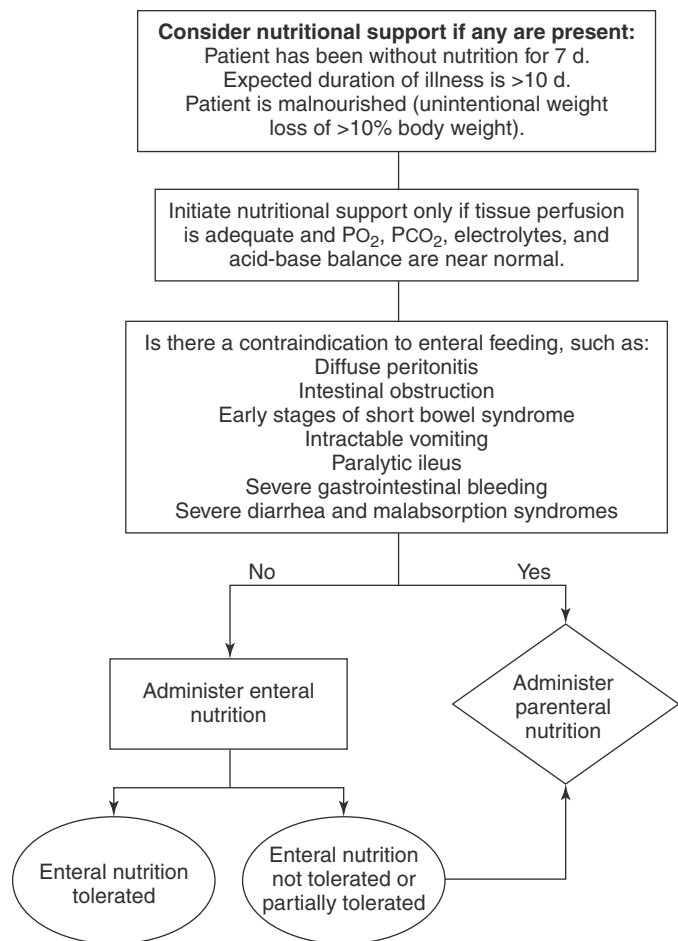 Consider nutritional support if any are present:
Patient has been without nutrition for 7 d.
Expected duration of illness is >10 d.
Patient is malnourished (unintentional weight
loss of >10% body weight).
Initiate nutritional support only if tissue perfusion
is adequate and PO₂, PCO₂, electrolytes, and
acid-base balance are near normal.
Is there a contraindication to enteral feeding, such as:
Diffuse peritonitis
Intestinal obstruction
Early stages of short bowel syndrome
Intractable vomiting
Paralytic ileus
Severe gastrointestinal bleeding
Severe diarrhea and malabsorption syndromes
No
Yes
Administer enteral
nutrition
Administer
parenteral
nutrition
Enteral nutrition
tolerated
Enteral nutrition
not tolerated or
partially tolerated